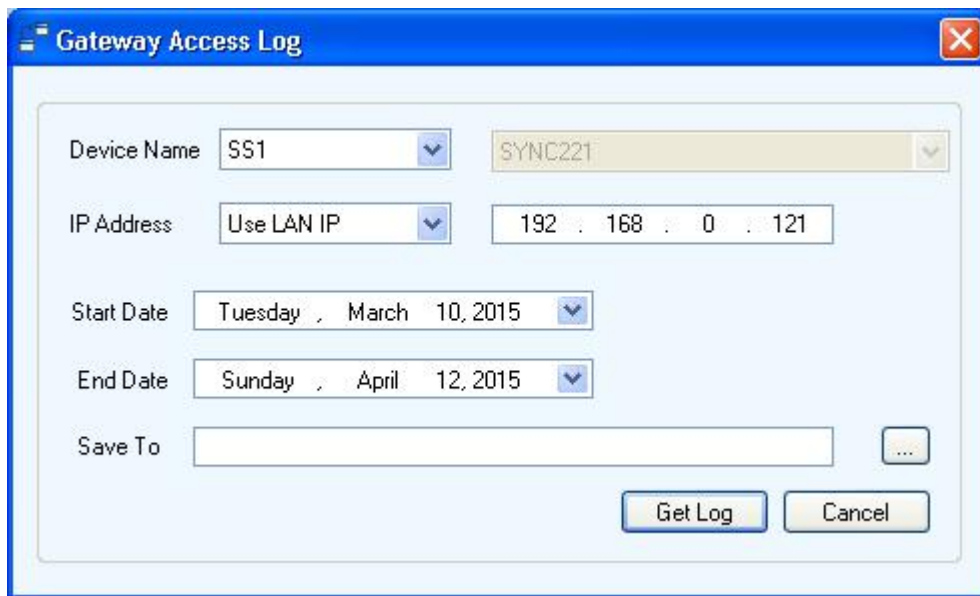 Gateway Access Log
Device Name SS1 SYNC221
IP Address Use LAN IP 192 . 168 . 0 . 121
Start Date Tuesday , March 10, 2015
End Date Sunday , April 12, 2015
Save To ...
Get Log Cancel